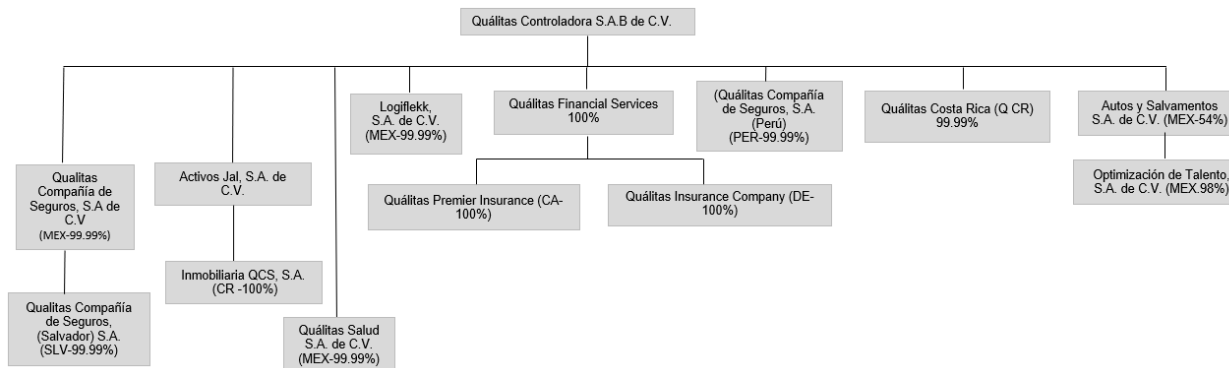 Quálitas Controladora S.A.B de C.V.
Logiflekk,
S.A. de C.V.
(MEX-99.99%)
Quálitas Financial Services
100%
(Quálitas Compañía
de Seguros, S.A.
(Perú)
(PER-99.99%)
Quálitas Costa Rica (Q CR)
99.99%
Autos y Salvamentos
S.A. de C.V. (MEX-54%)
Qualitas
Compañía de
Seguros, S.A de
C.V
(MEX-99.99%)
Activos Jal, S.A. de
C.V.
Quálitas Premier Insurance (CA-
100%)
Quálitas Insurance Company (DE-
100%)
Optimización de Talento,
S.A. de C.V. (MEX.98%)
Inmobiliaria QCS, S.A.
(CR -100%)
Qualitas Compañía
de Seguros,
(Salvador) S.A.
(SLV-99.99%)
Quálitas Salud
S.A. de C.V.
(MEX-99.99%)